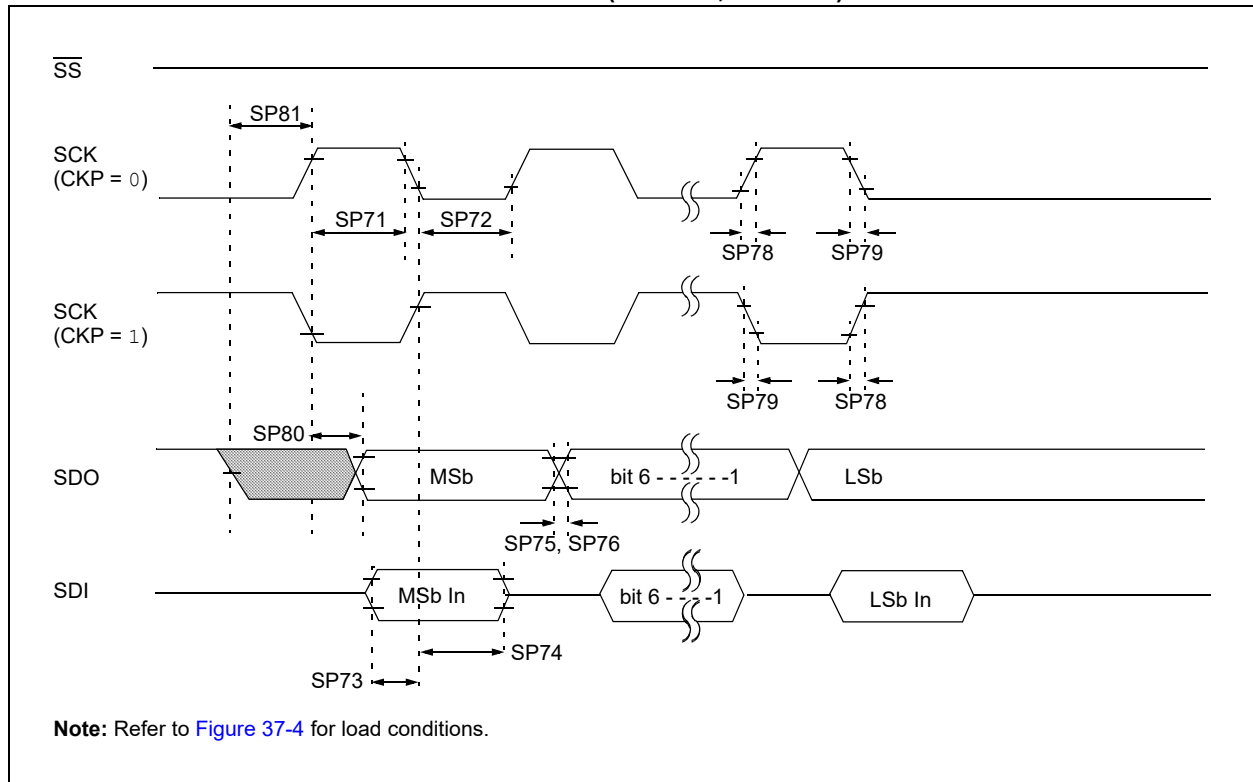 SS
SP81
SCK
(CKP = 0)
SP71
SP72
SP78
SP79
SCK
(CKP = 1)
SP79
SP78
SP80
SDO
MSb
bit 6 - - - - - -1
LSb
SP75, SP76
SDI
MSb In
bit 6 - - - - -1
LSb In
SP74
SP73
Note: Refer to Figure 37-4 for load conditions.